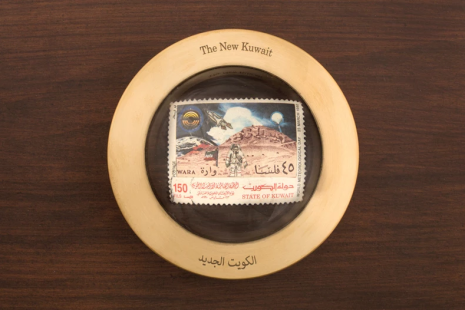 The New Kuwait
٤٥ فلسا
WARA وارة
150 دولة الكويت
STATE OF KUWAIT
الكويت الجديد